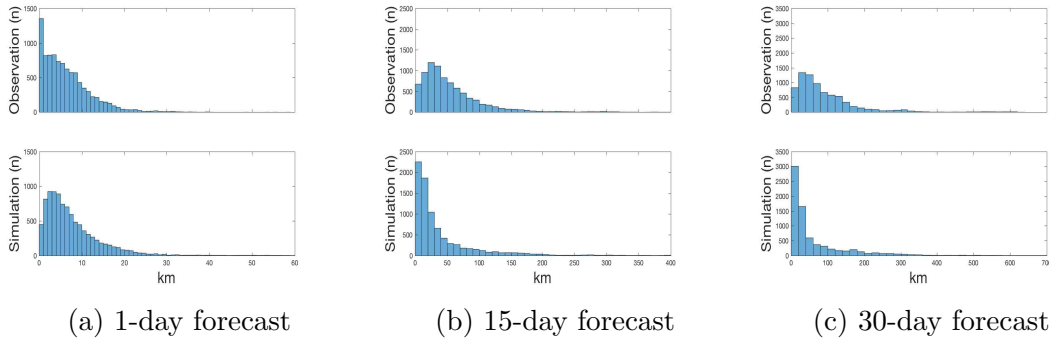 1500
1000
500
0
Observation (n)
1500
1000
500
0
Simulation (n)
0 10 20 30 40 50 60
km
(a) 1-day forecast
2500
2000
1500
1000
500
0
Observation (n)
2500
2000
1500
1000
500
0
Simulation (n)
0 50 100 150 200 250 300 350 400
km
(b) 15-day forecast
3500
3000
2500
2000
1500
1000
500
0
Observation (n)
3500
3000
2500
2000
1500
1000
500
0
Simulation (n)
0 100 200 300 400 500 600 700
km
(c) 30-day forecast